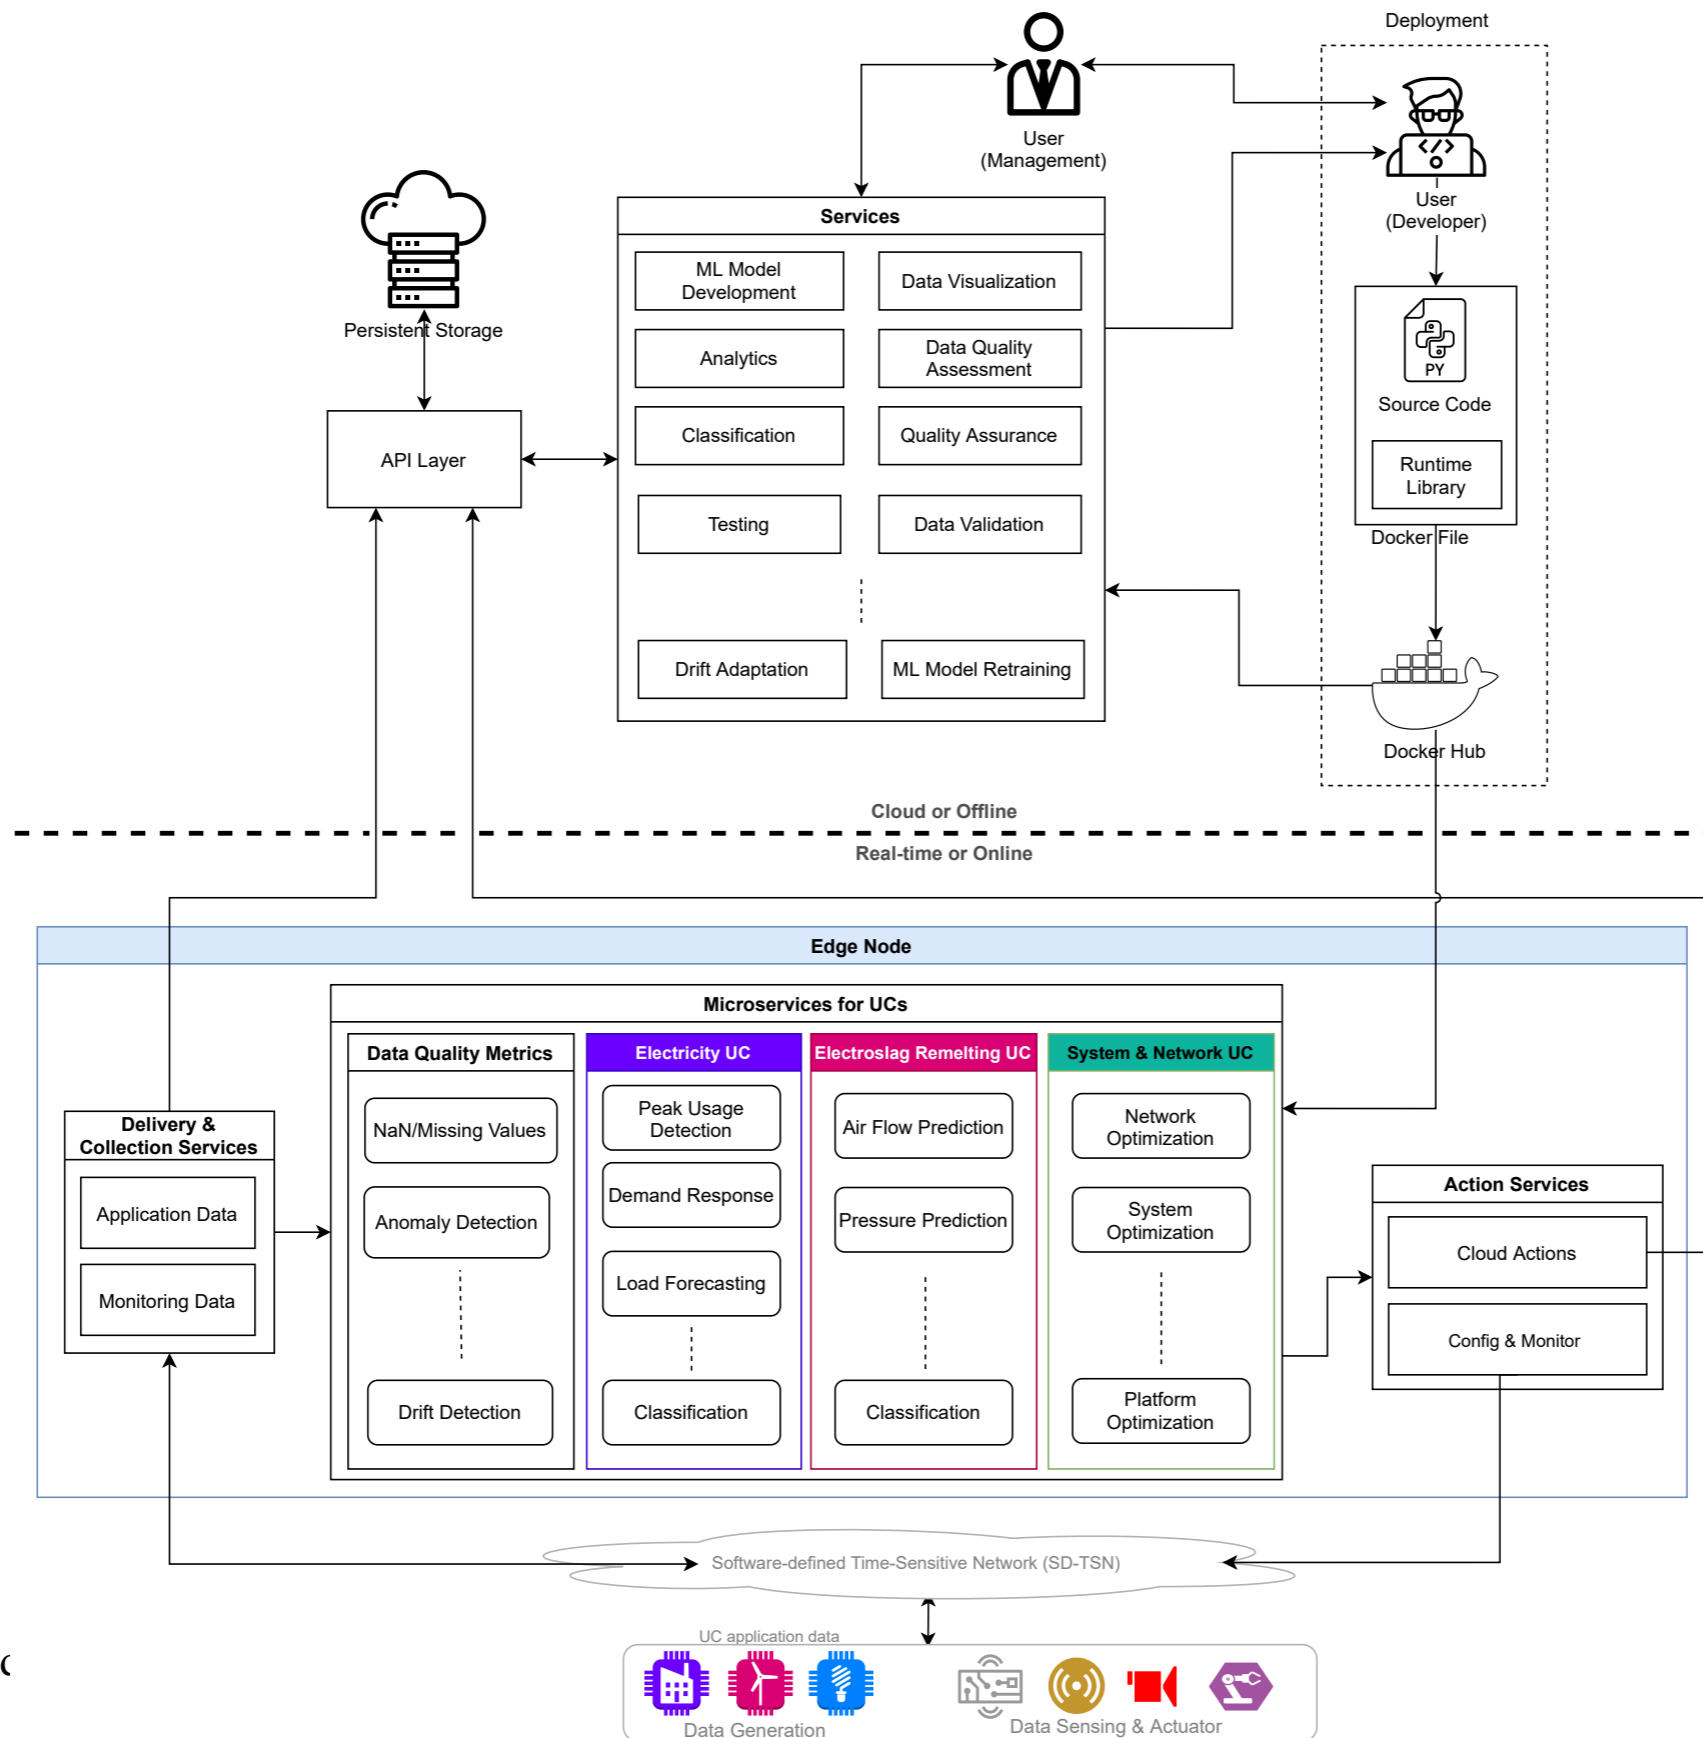 Deployment
User
(Management)
User
(Developer)
Persistent Storage
API Layer
Services
ML Model
Development
Data Visualization
Analytics
Data Quality
Assessment
Classification
Quality Assurance
Testing
Data Validation
Drift Adaptation
ML Model Retraining
PY
Source Code
Runtime
Library
Docker File
Docker Hub
Cloud or Offline
Real-time or Online
Edge Node
Microservices for UCs
Delivery &
Collection Services
Application Data
Monitoring Data
Data Quality Metrics
NaN/Missing Values
Anomaly Detection
Drift Detection
Electricity UC
Peak Usage
Detection
Demand Response
Load Forecasting
Classification
Electroslag Remelting UC
Air Flow Prediction
Pressure Prediction
Classification
System & Network UC
Network
Optimization
System
Optimization
Platform
Optimization
Action Services
Cloud Actions
Config & Monitor
Software-defined Time-Sensitive Network (SD-TSN)
UC application data
Data Generation
Data Sensing & Actuator